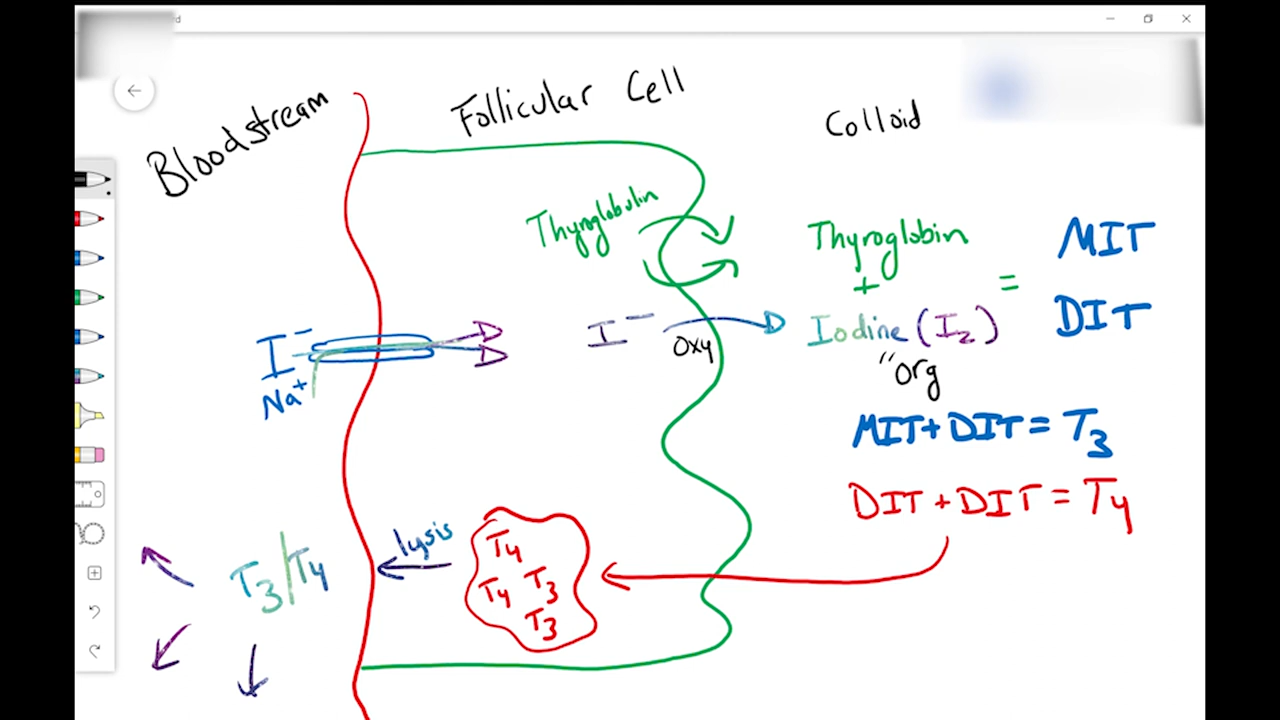 Bloodstream
Follicular Cell
Colloid
Thyroglobulin
Thyroglobin
+
Iodine (I₂)
"Org
=
MIT
DIT
I⁻
Na⁺
I⁻
Oxy
MIT + DIT = T₃
DIT + DIT = T₄
T₄
T₄ T₃
T₃
lysis
T₃/T₄